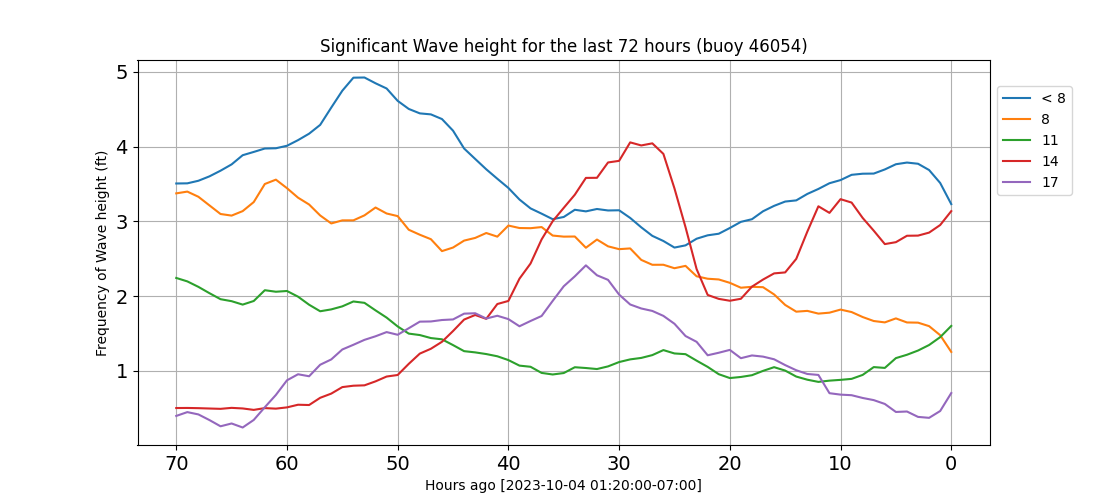 Significant Wave height for the last 72 hours (buoy 46054)
Frequency of Wave height (ft)
5
4
3
2
1
70 60 50 40 30 20 10 0
Hours ago [2023-10-04 01:20:00-07:00]
< 8
8
11
14
17